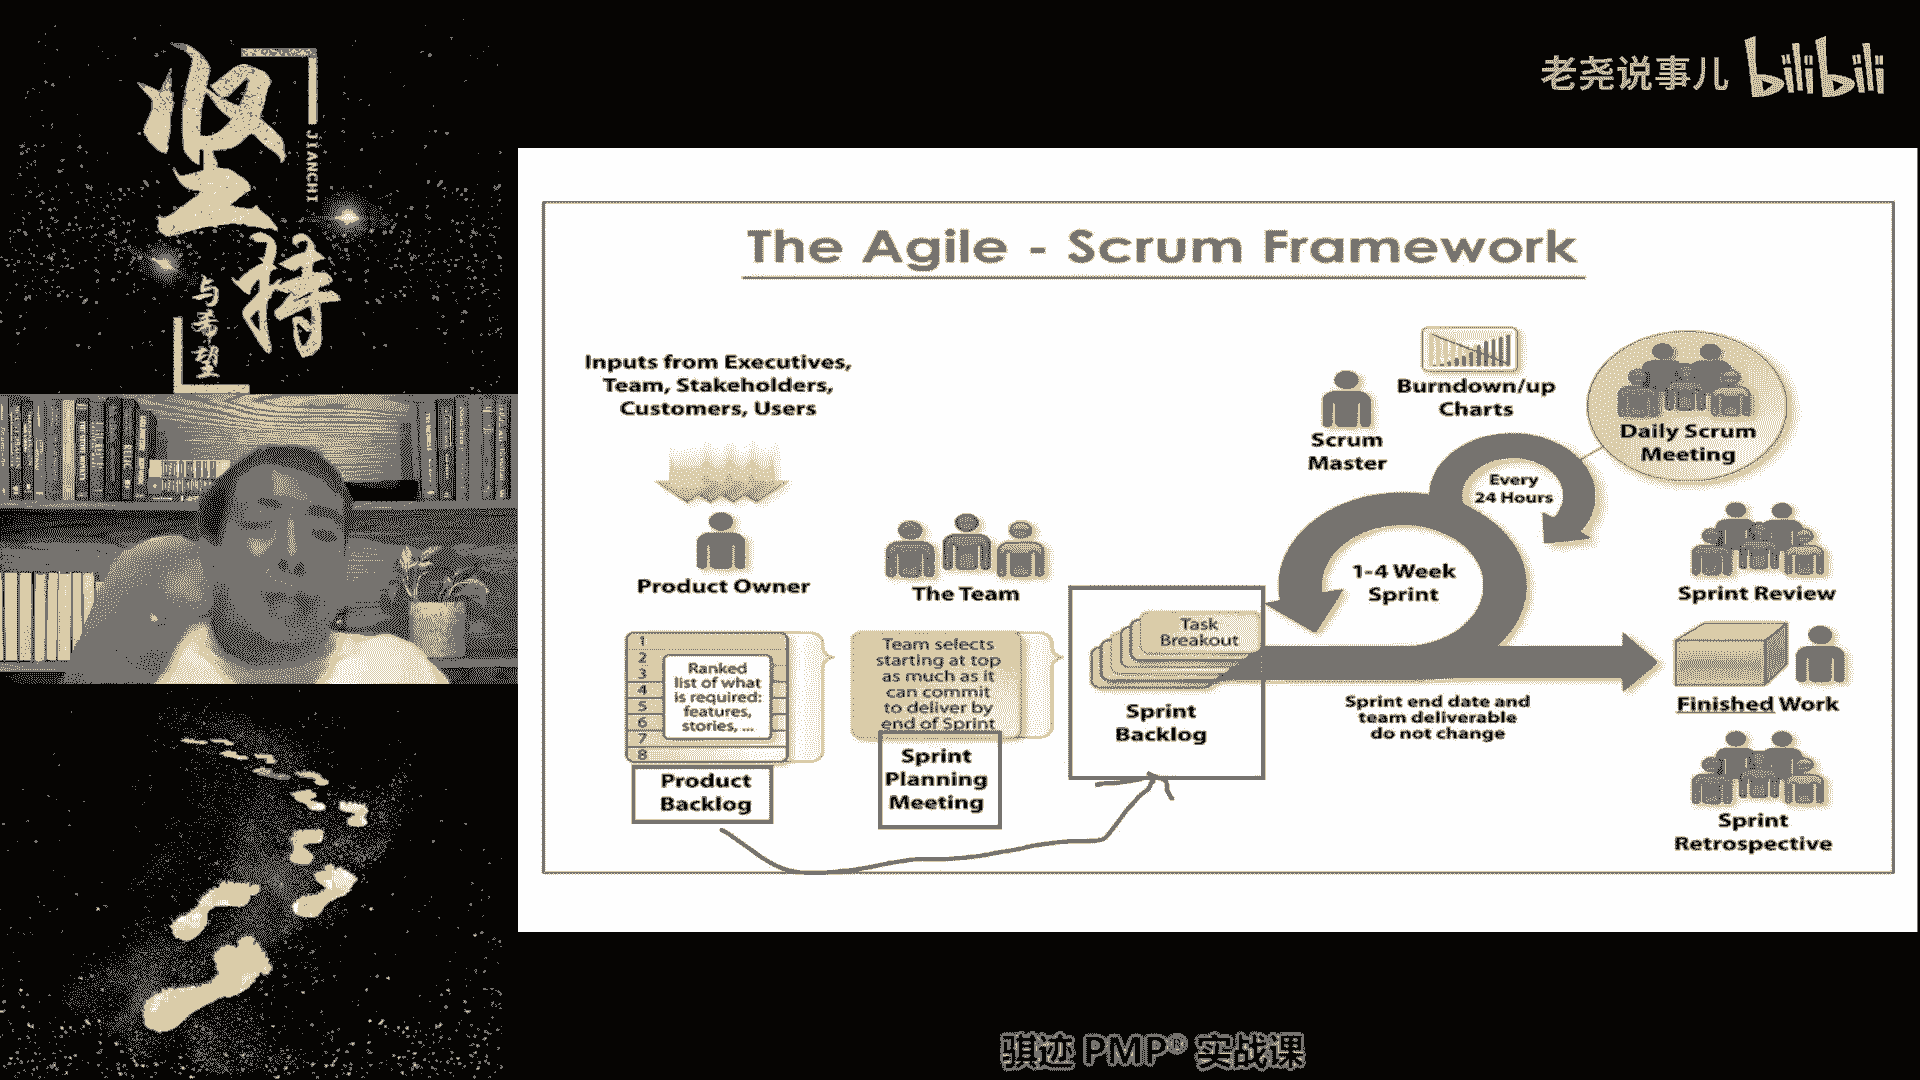 坚持
JIANCHI
与希望
老尧说事儿 bilibili
The Agile - Scrum Framework
Inputs from Executives,
Team, Stakeholders,
Customers, Users
Product Owner
The Team
1
2
3
4
5
6
7
8
Ranked
list of what
is required:
features,
stories, ...
Product
Backlog
Team selects
starting at top
as much as it
can commit
to deliver by
end of Sprint
Sprint
Planning
Meeting
Task
Breakout
Sprint
Backlog
Scrum
Master
Burndown/up
Charts
Daily Scrum
Meeting
Every
24 Hours
1-4 Week
Sprint
Sprint end date and
team deliverable
do not change
Sprint Review
Finished Work
Sprint
Retrospective
骐迹 PMP® 实战课